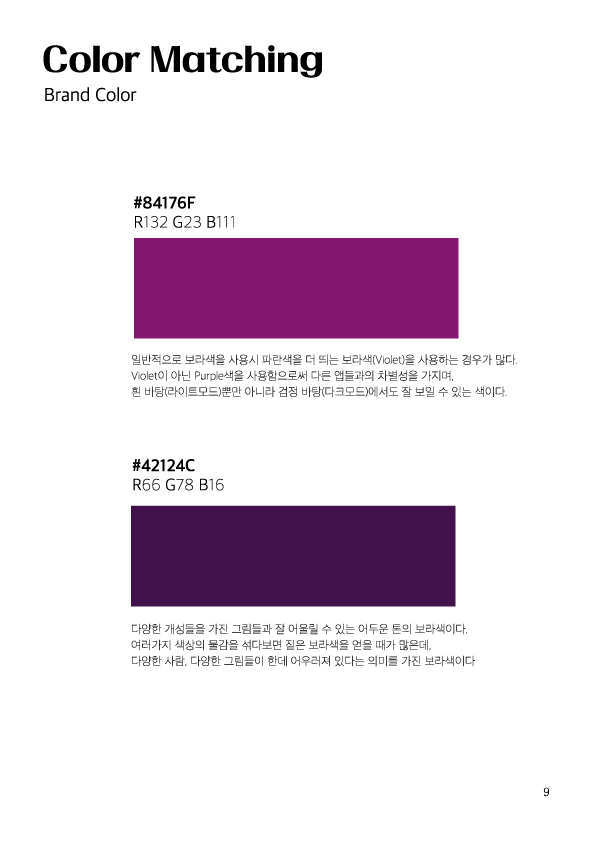 Color Matching
Brand Color
#84176F
R132 G23 B111
일반적으로 보라색을 사용시 파란색을 더 띄는 보라색(Violet)을 사용하는 경우가 많다.
Violet이 아닌 Purple색을 사용함으로써 다른 앱들과의 차별성을 가지며,
흰 바탕(라이트모드)뿐만 아니라 검정 바탕(다크모드)에서도 잘 보일 수 있는 색이다.
#42124C
R66 G78 B16
다양한 개성들을 가진 그림들과 잘 어울릴 수 있는 어두운 톤의 보라색이다.
여러가지 색상의 물감을 섞다보면 짙은 보라색을 얻을 때가 많은데,
다양한 사람, 다양한 그림들이 한데 어우러져 있다는 의미를 가진 보라색이다
9